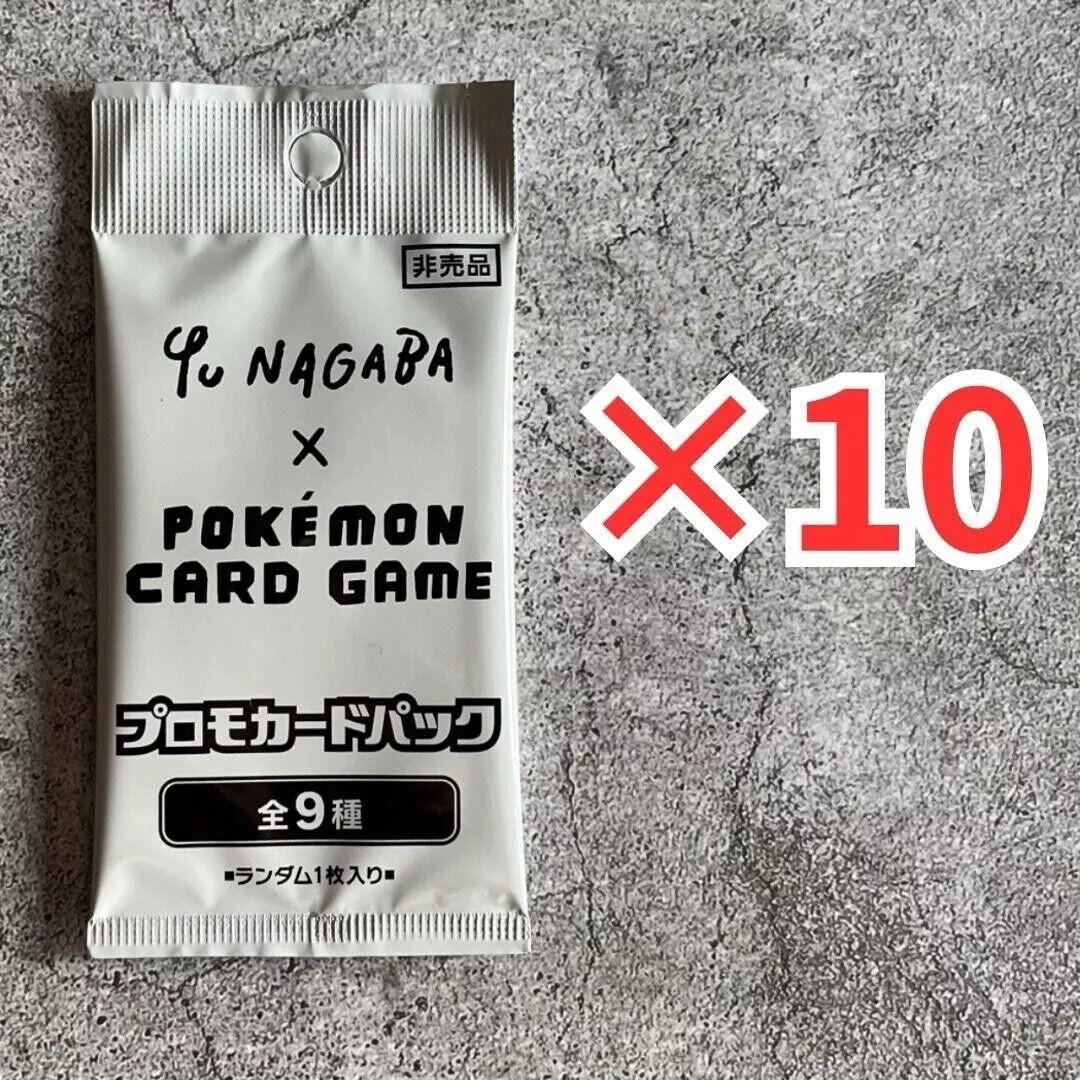 非売品
Yu NAGABA
×
POKÉMON
CARD GAME
プロモカードパック
全9種
■ランダム1枚入り■
×10